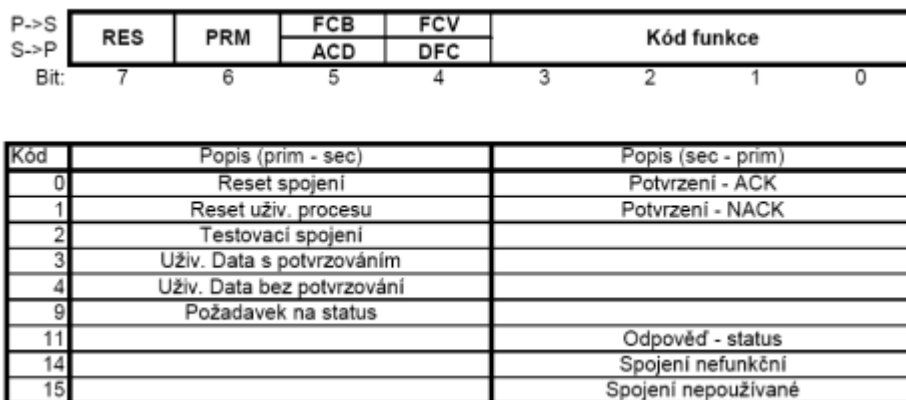 P->S RES PRM FCB FCV Kód funkce
S->P ACD DFC
Bit: 7 6 5 4 3 2 1 0
Kód Popis (prim - sec) Popis (sec - prim)
0 Reset spojení Potvrzení - ACK
1 Reset uživ. procesu Potvrzení - NACK
2 Testovací spojení
3 Uživ. Data s potvrzováním
4 Uživ. Data bez potvrzování
9 Požadavek na status
11 Odpověď - status
14 Spojení nefunkční
15 Spojení nepoužívané